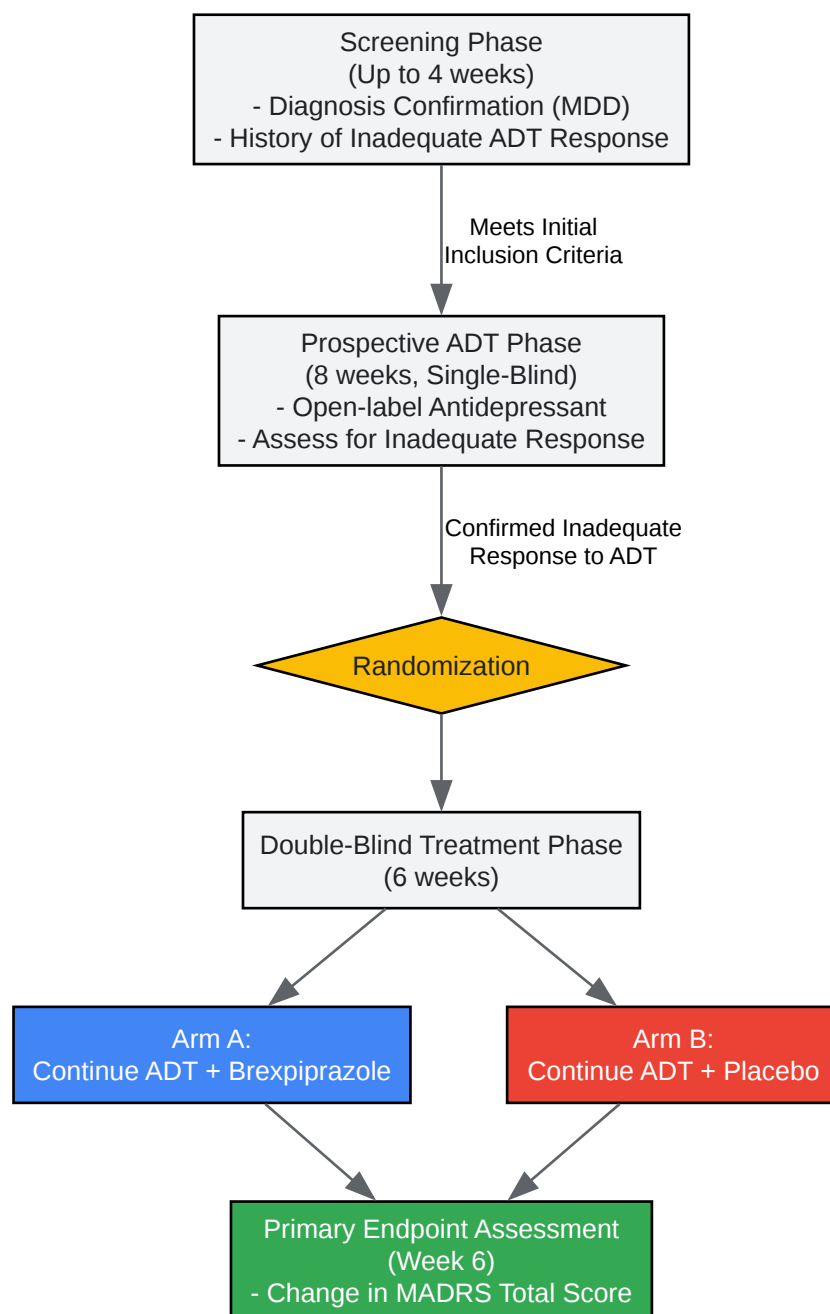 Screening Phase
(Up to 4 weeks)
- Diagnosis Confirmation (MDD)
- History of Inadequate ADT Response
Meets Initial
Inclusion Criteria
Prospective ADT Phase
(8 weeks, Single-Blind)
- Open-label Antidepressant
- Assess for Inadequate Response
Confirmed Inadequate
Response to ADT
Randomization
Double-Blind Treatment Phase
(6 weeks)
Arm A:
Continue ADT + Brexpiprazole
Arm B:
Continue ADT + Placebo
Primary Endpoint Assessment
(Week 6)
- Change in MADRS Total Score